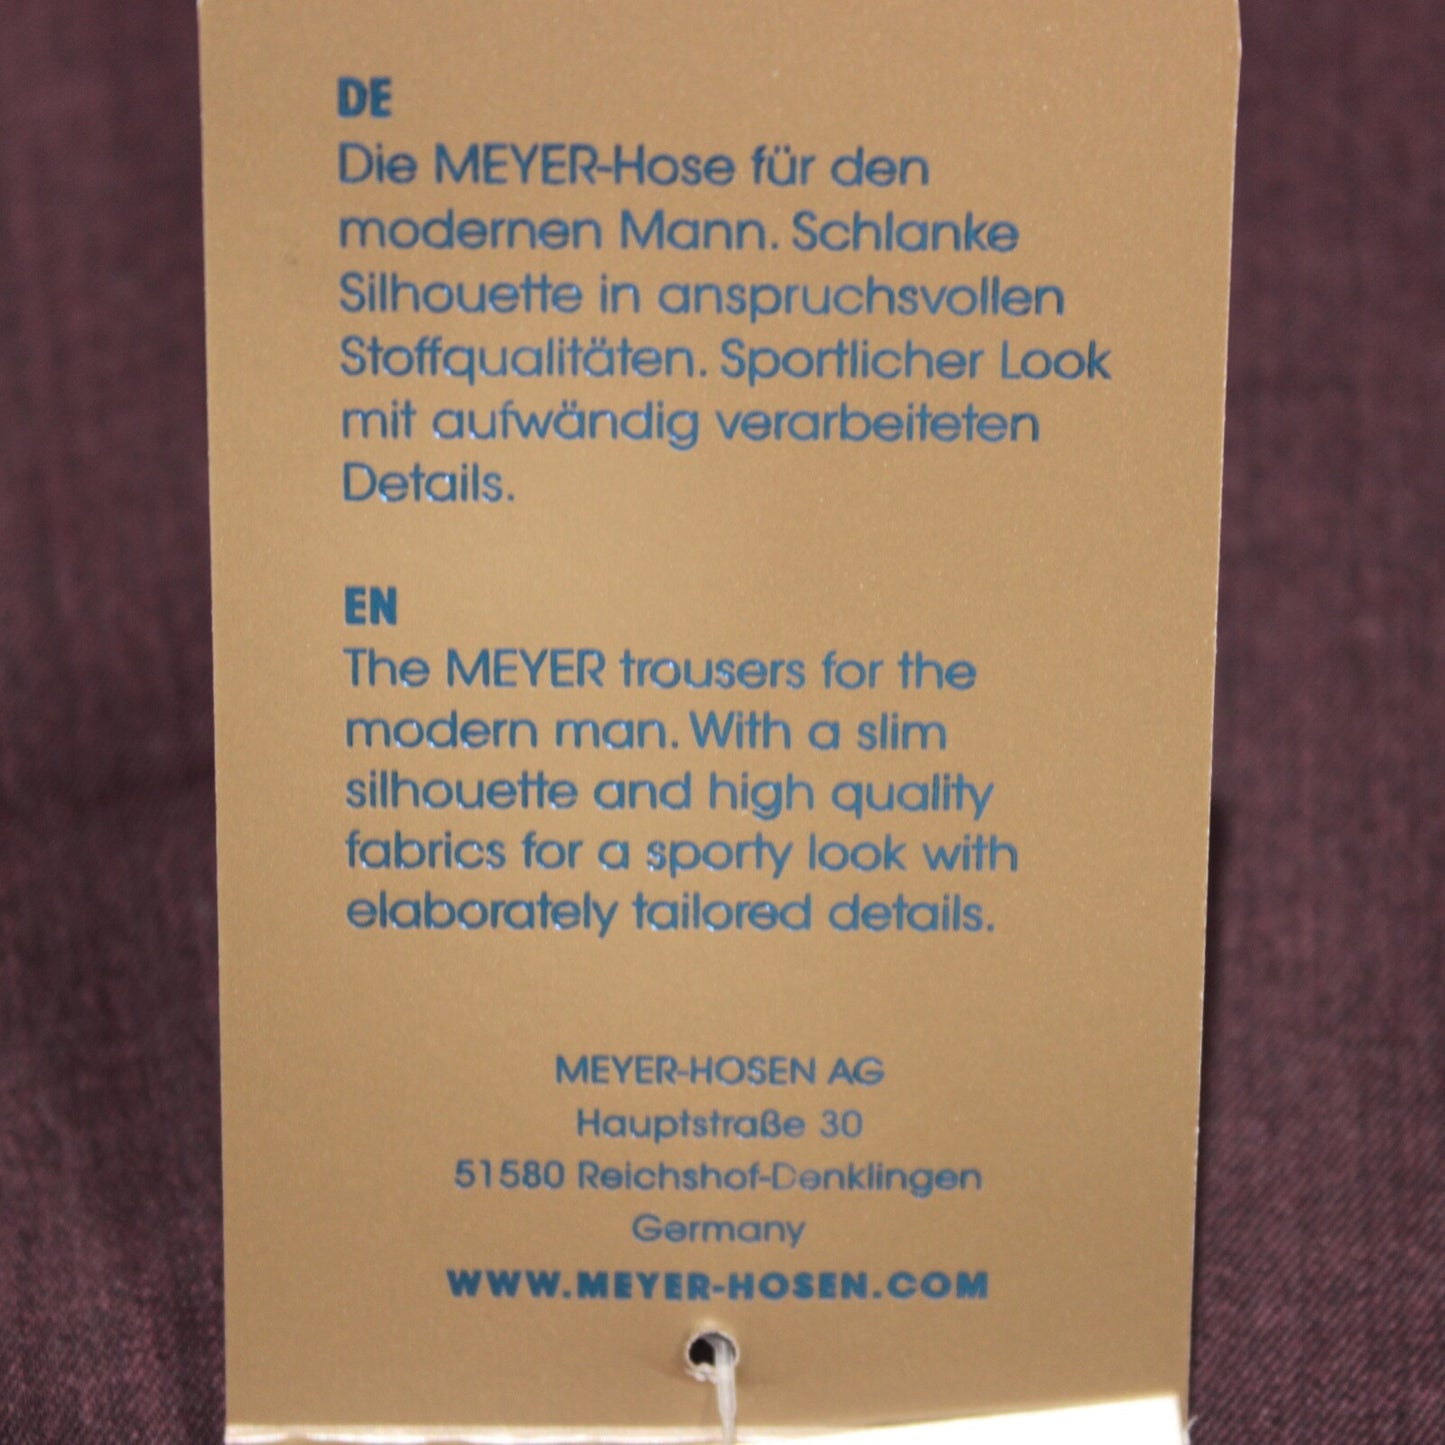 DE
Die MEYER-Hose für den
modernen Mann. Schlanke
Silhouette in anspruchsvollen
Stoffqualitäten. Sportlicher Look
mit aufwändig verarbeiteten
Details.
EN
The MEYER trousers for the
modern man. With a slim
silhouette and high quality
fabrics for a sporty look with
elaborately tailored details.
MEYER-HOSEN AG
Hauptstraße 30
51580 Reichshof-Denklingen
Germany
WWW.MEYER-HOSEN.COM